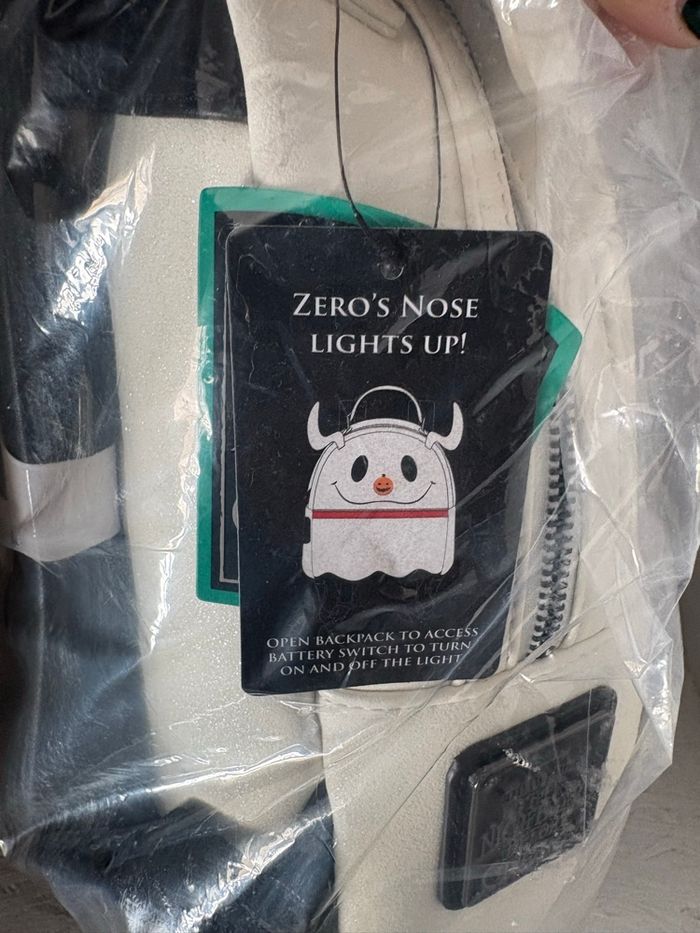 ZERO'S NOSE
LIGHTS UP!
OPEN BACKPACK TO ACCESS
BATTERY SWITCH TO TURN
ON AND OFF THE LIGHT